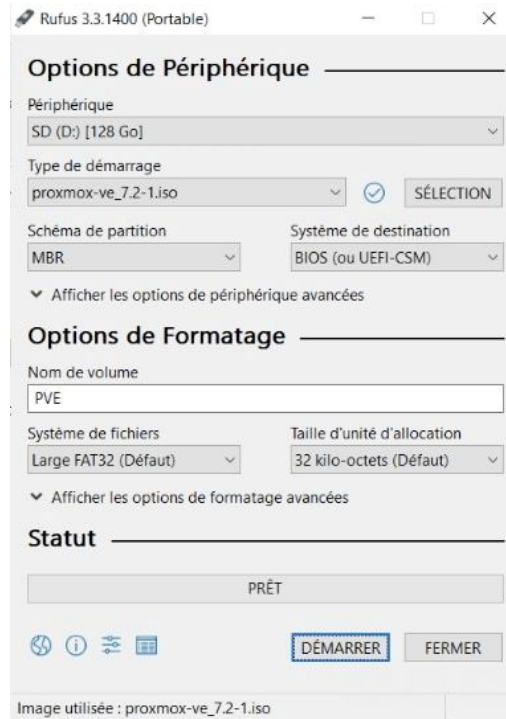 Rufus 3.3.1400 (Portable)
Options de Périphérique
Périphérique
SD (D:) [128 Go]
Type de démarrage
proxmox-ve_7.2-1.iso
SÉLECTION
Schéma de partition
Système de destination
MBR
BIOS (ou UEFI-CSM)
Afficher les options de périphérique avancées
Options de Formatage
Nom de volume
PVE
Système de fichiers
Taille d'unité d'allocation
Large FAT32 (Défaut)
32 kilo-octets (Défaut)
Afficher les options de formatage avancées
Statut
PRÊT
DÉMARRER
FERMER
Image utilisée : proxmox-ve_7.2-1.iso